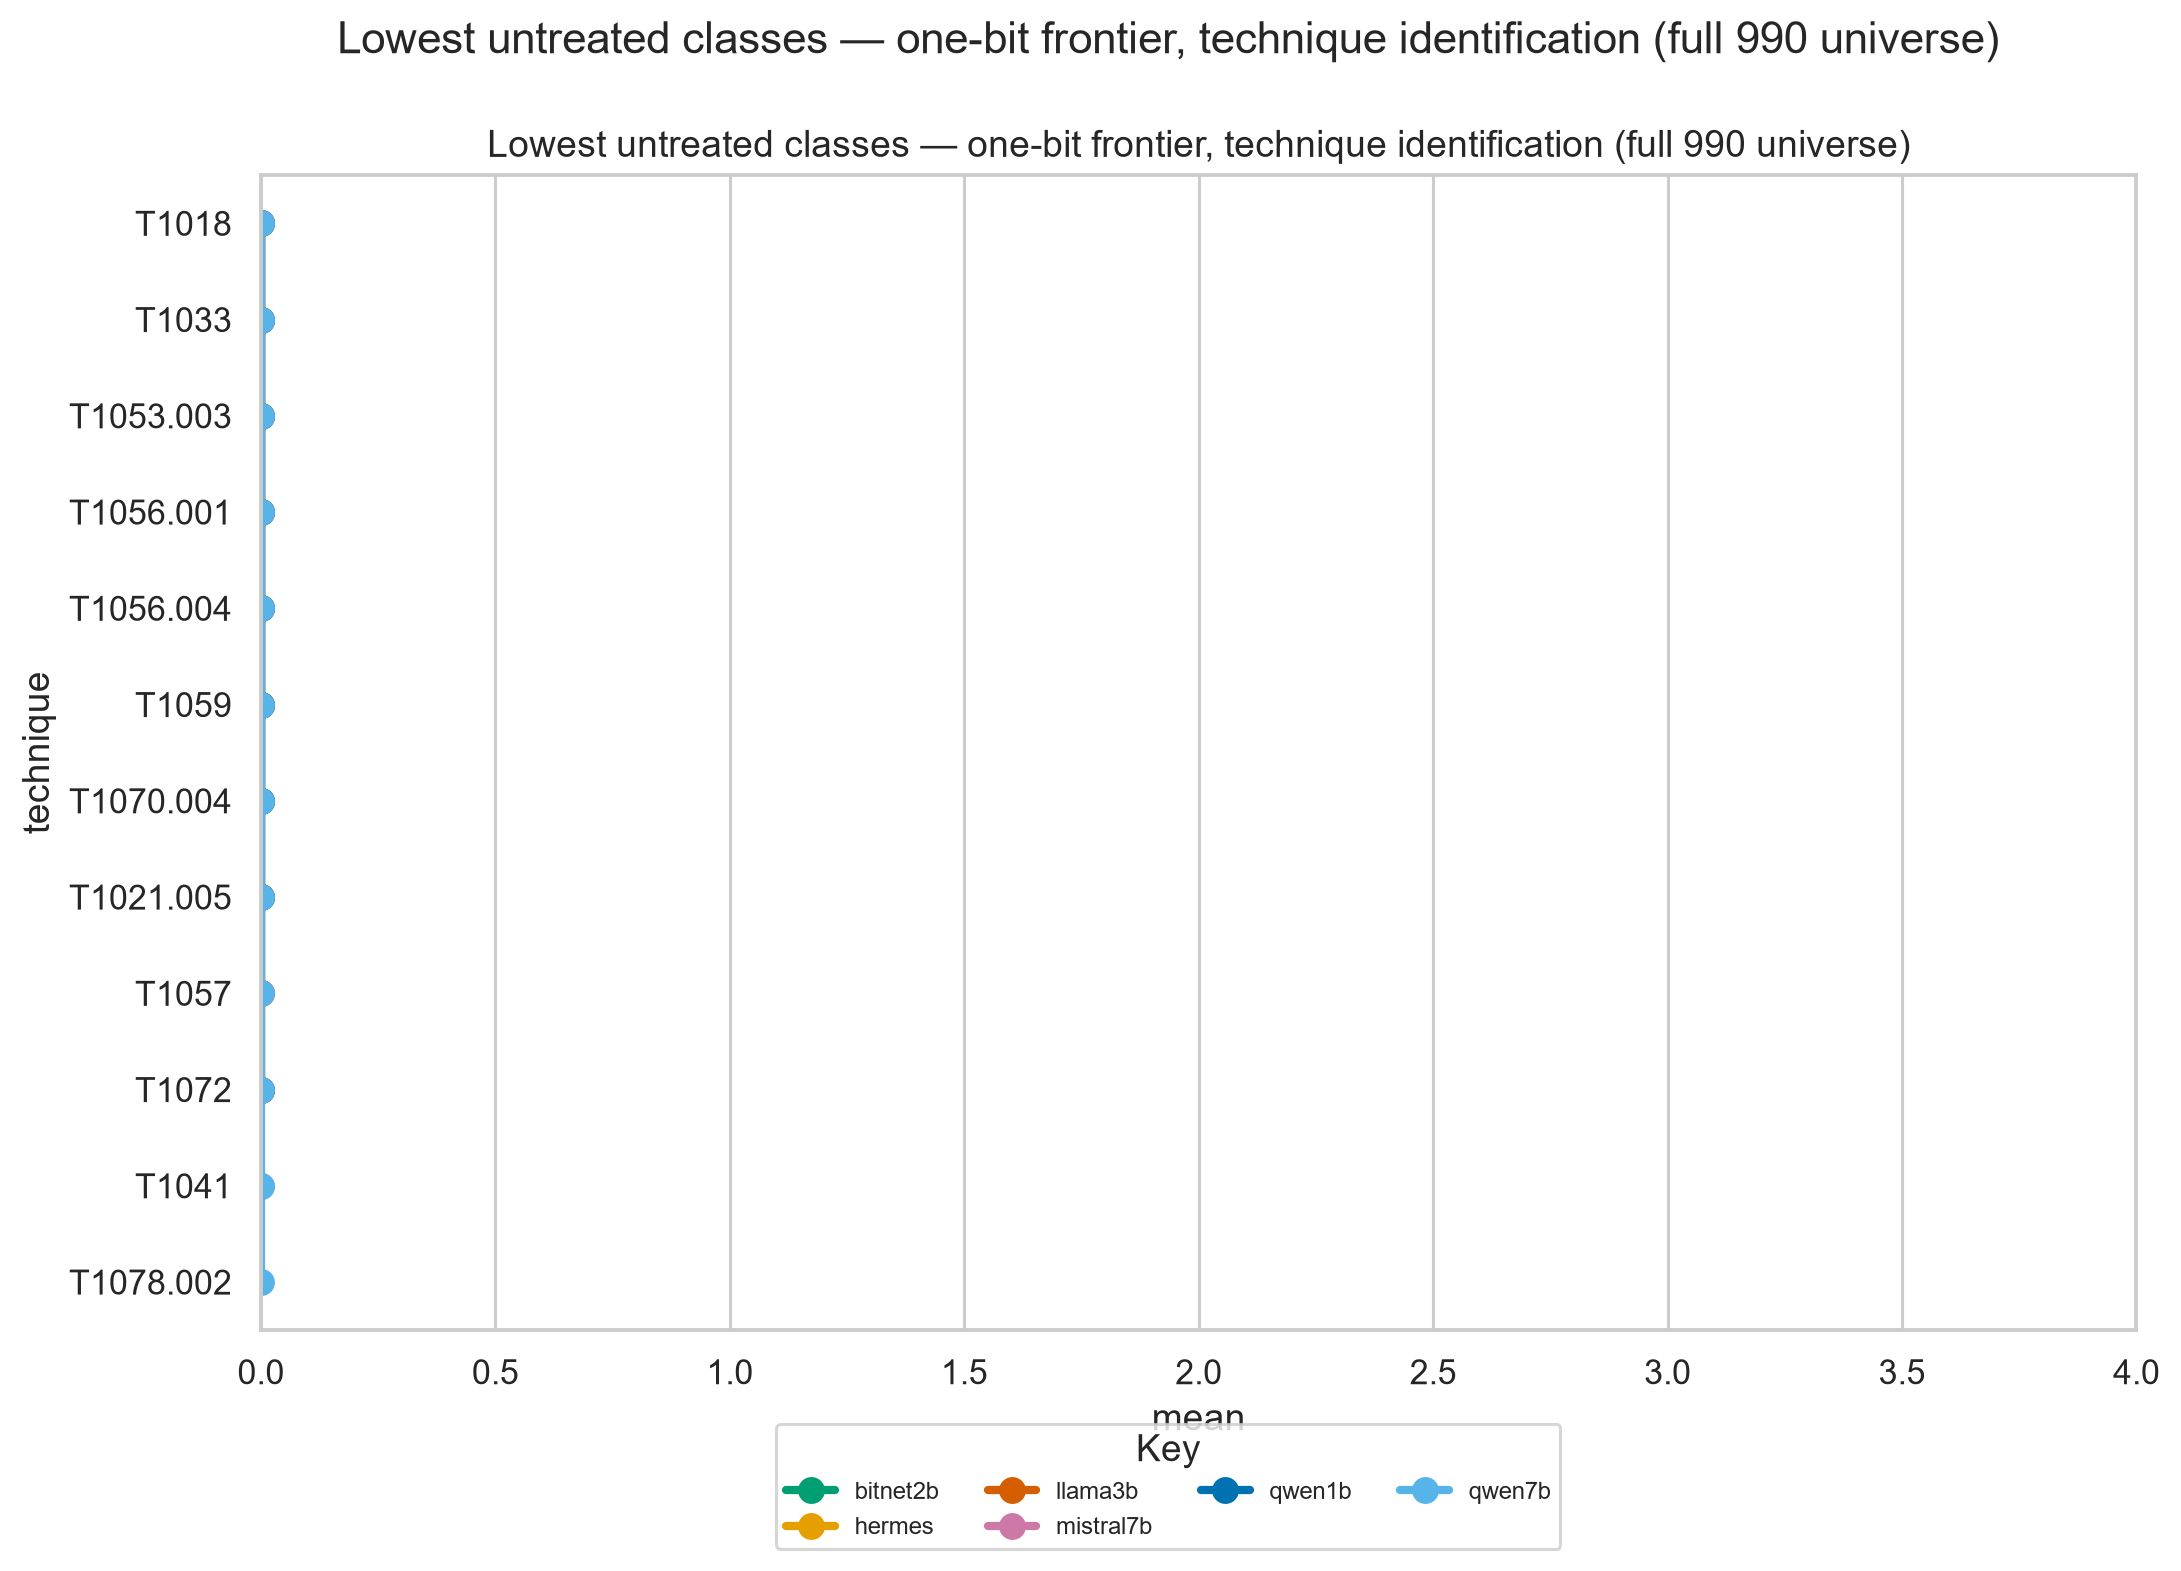 Lowest untreated classes — one-bit frontier, technique identification (full 990 universe)
Lowest untreated classes — one-bit frontier, technique identification (full 990 universe)
technique
T1018
T1033
T1053.003
T1056.001
T1056.004
T1059
T1070.004
T1021.005
T1057
T1072
T1041
T1078.002
0.0 0.5 1.0 1.5 2.0 2.5 3.0 3.5 4.0
mean
Key
bitnet2b llama3b qwen1b qwen7b
hermes mistral7b